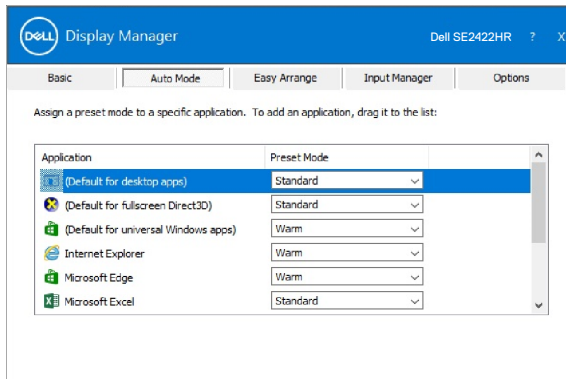 DELL Display Manager Dell SE2422HR ? X
Basic Auto Mode Easy Arrange Input Manager Options
Assign a preset mode to a specific application. To add an application, drag it to the list:
Application Preset Mode
(Default for desktop apps) Standard
(Default for fullscreen Direct3D) Standard
(Default for universal Windows apps) Warm
Internet Explorer Warm
Microsoft Edge Warm
Microsoft Excel Standard